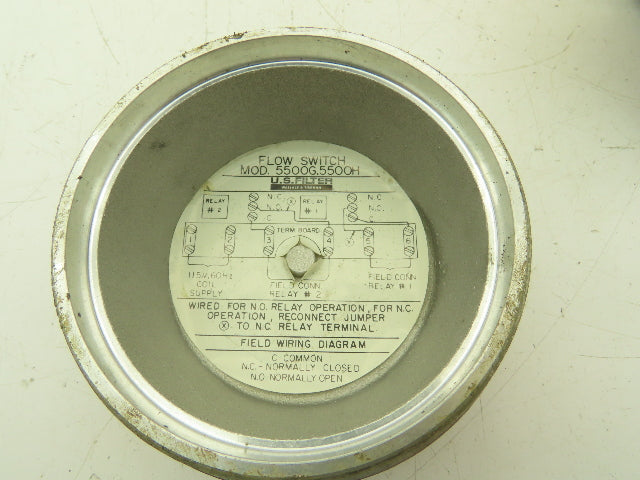 FLOW SWITCH
MOD. 5500G,5500H
U.S.FILTER
WALLACE & TIERNAN
RELAY # 2
N.C.
N.O.
C
X
RELAY # 1
N.C.
N.O.
C
TERM BOARD
1 2 3 4 5 6
115V,60Hz
CON.
SUPPLY
FIELD CONN.
RELAY # 2
FIELD CONN.
RELAY # 1
WIRED FOR N.O. RELAY OPERATION, FOR N.C.
OPERATION, RECONNECT JUMPER
Ⓧ TO N.C. RELAY TERMINAL.
FIELD WIRING DIAGRAM
C COMMON
N.C.- NORMALLY CLOSED
N.O. NORMALLY OPEN